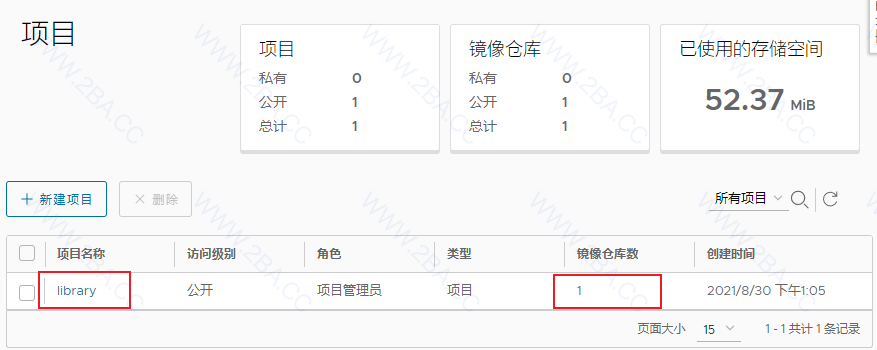 项目
项目
私有 0
公开 1
总计 1
镜像仓库
私有 0
公开 1
总计 1
已使用的存储空间
52.37 MiB
+ 新建项目
× 删除
所有项目
项目名称 访问级别 角色 类型 镜像仓库数 创建时间
library 公开 项目管理员 项目 1 2021/8/30 下午1:05
页面大小 15 1 - 1 共计 1 条记录
WWW.2BA.CC